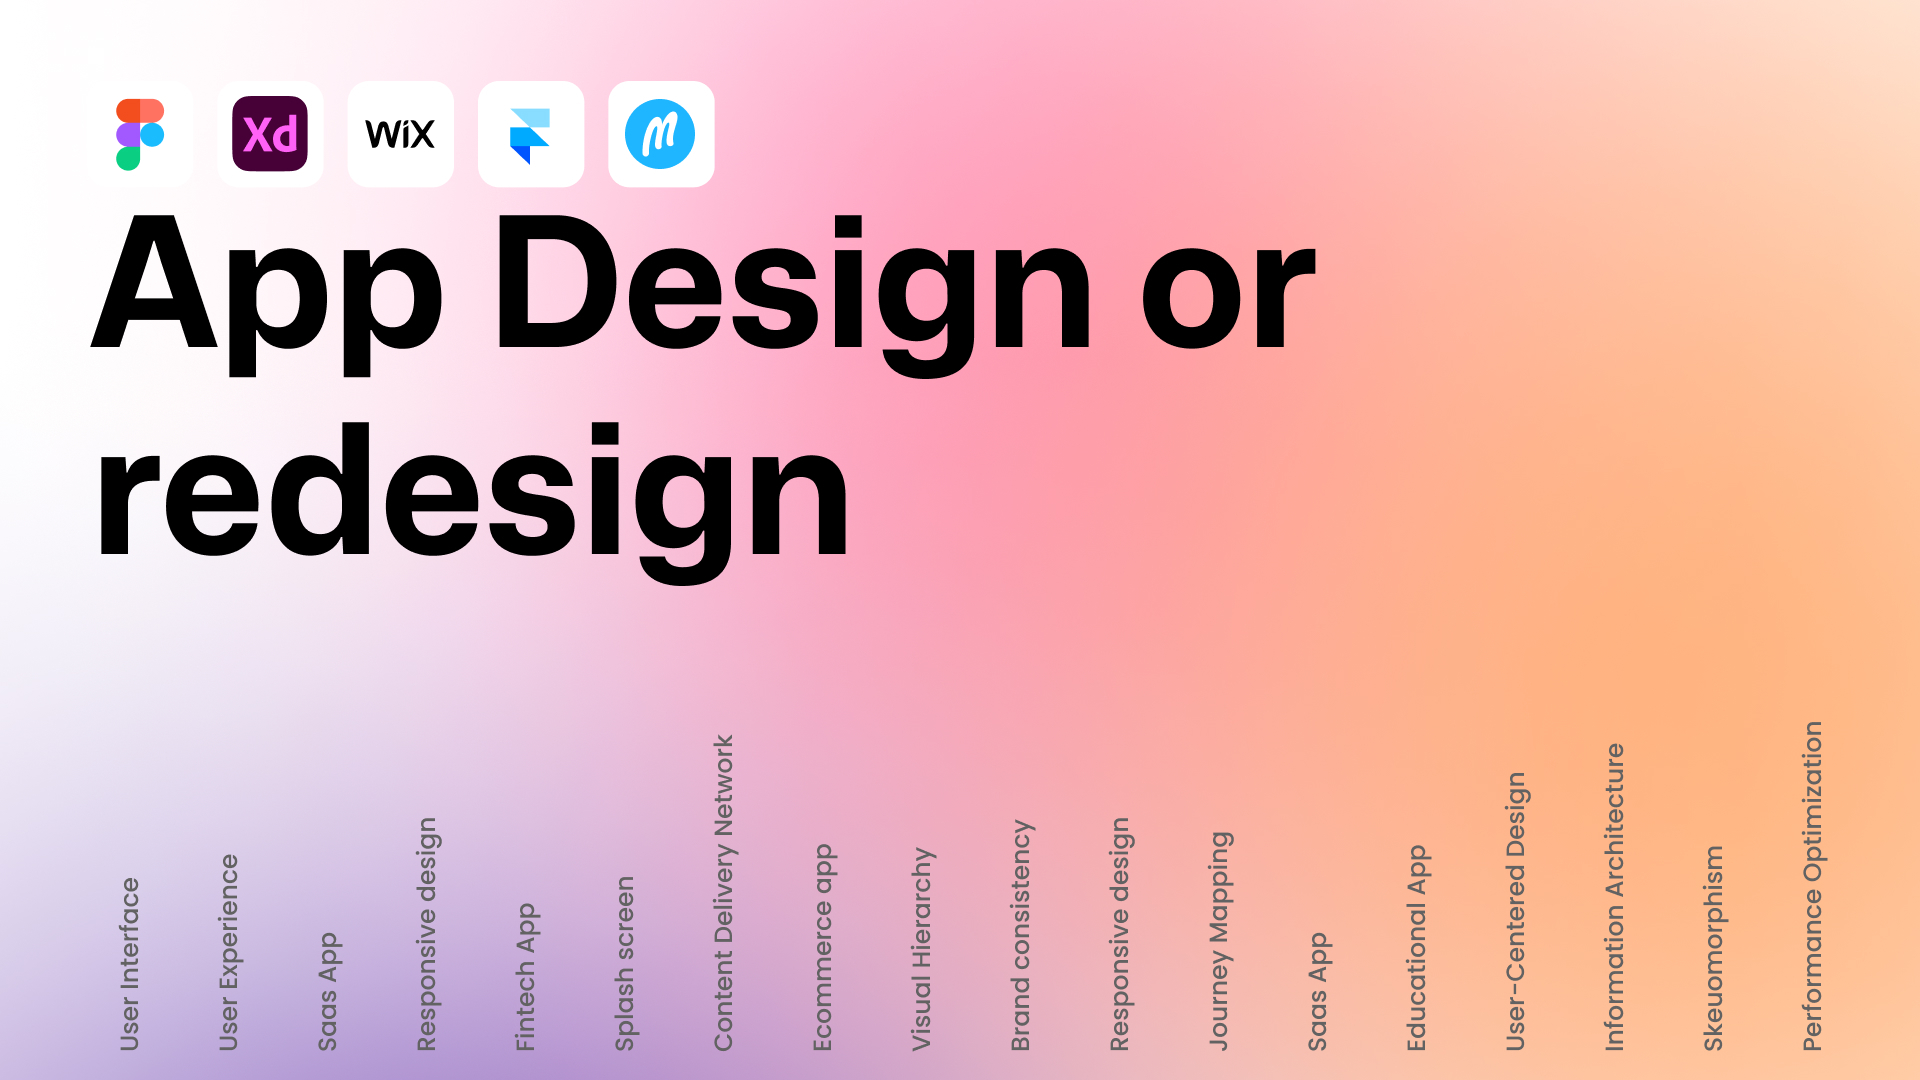 Xd
WiX
App Design or
redesign
User Interface
User Experience
Saas App
Responsive design
Fintech App
Splash screen
Content Delivery Network
Ecommerce app
Visual Hierarchy
Brand consistency
Responsive design
Journey Mapping
Saas App
Educational App
User-Centered Design
Information Architecture
Skeuomorphism
Performance Optimization